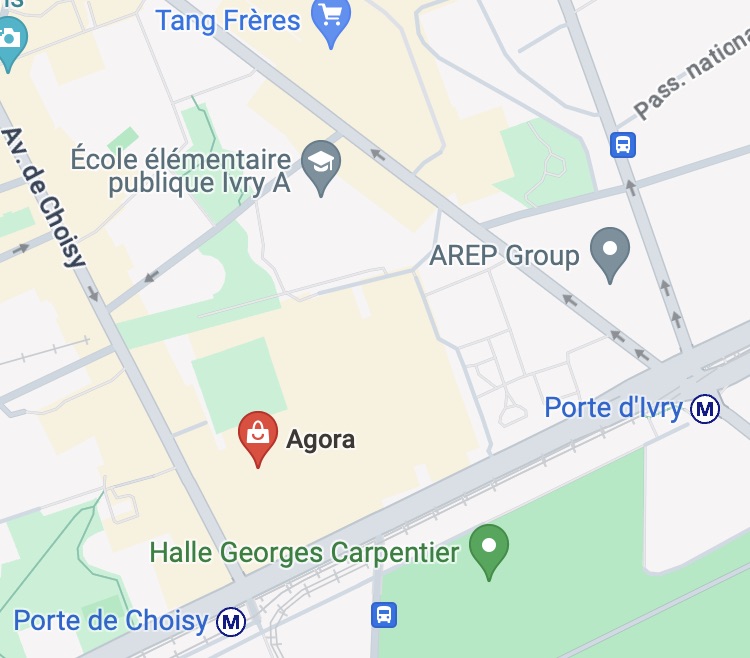 Tang Frères
Pass. nationa
École élémentaire
publique Ivry A
Av. de Choisy
AREP Group
Porte d'Ivry M
Agora
Halle Georges Carpentier
Porte de Choisy M